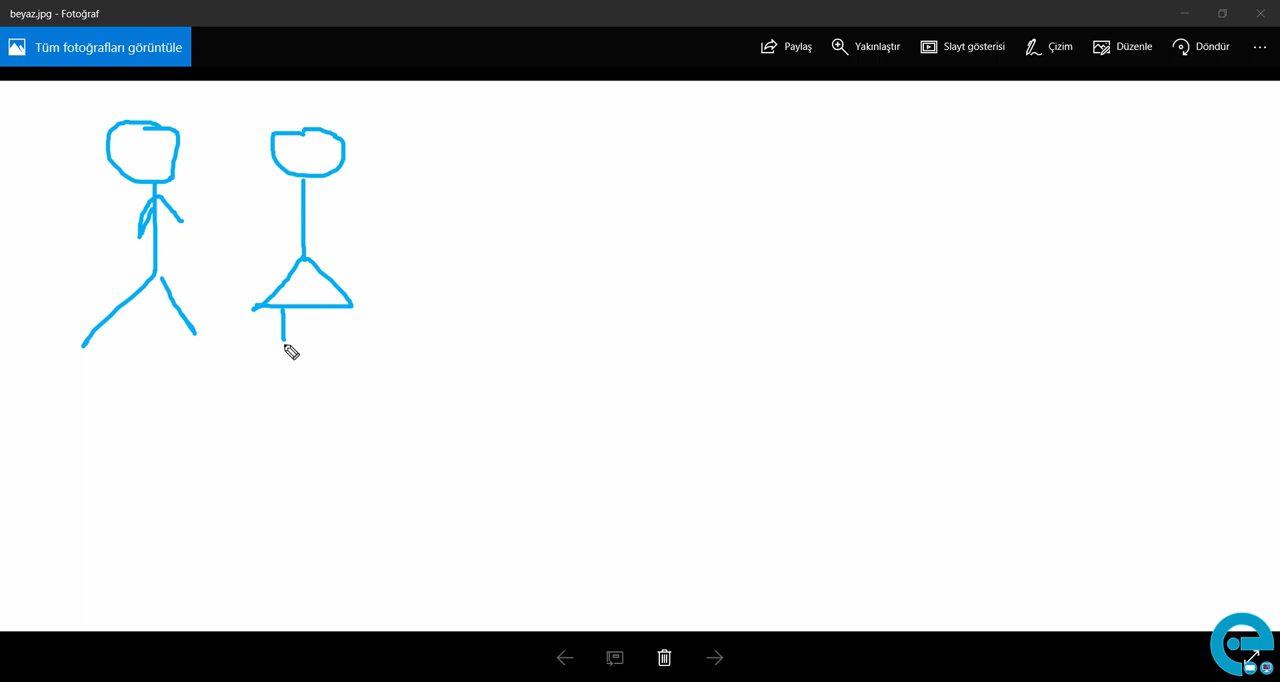 beyaz.jpg - Fotoğraf
Tüm fotoğrafları görüntüle
Paylaş
Yakınlaştır
Slayt gösterisi
Çizim
Düzenle
Döndür